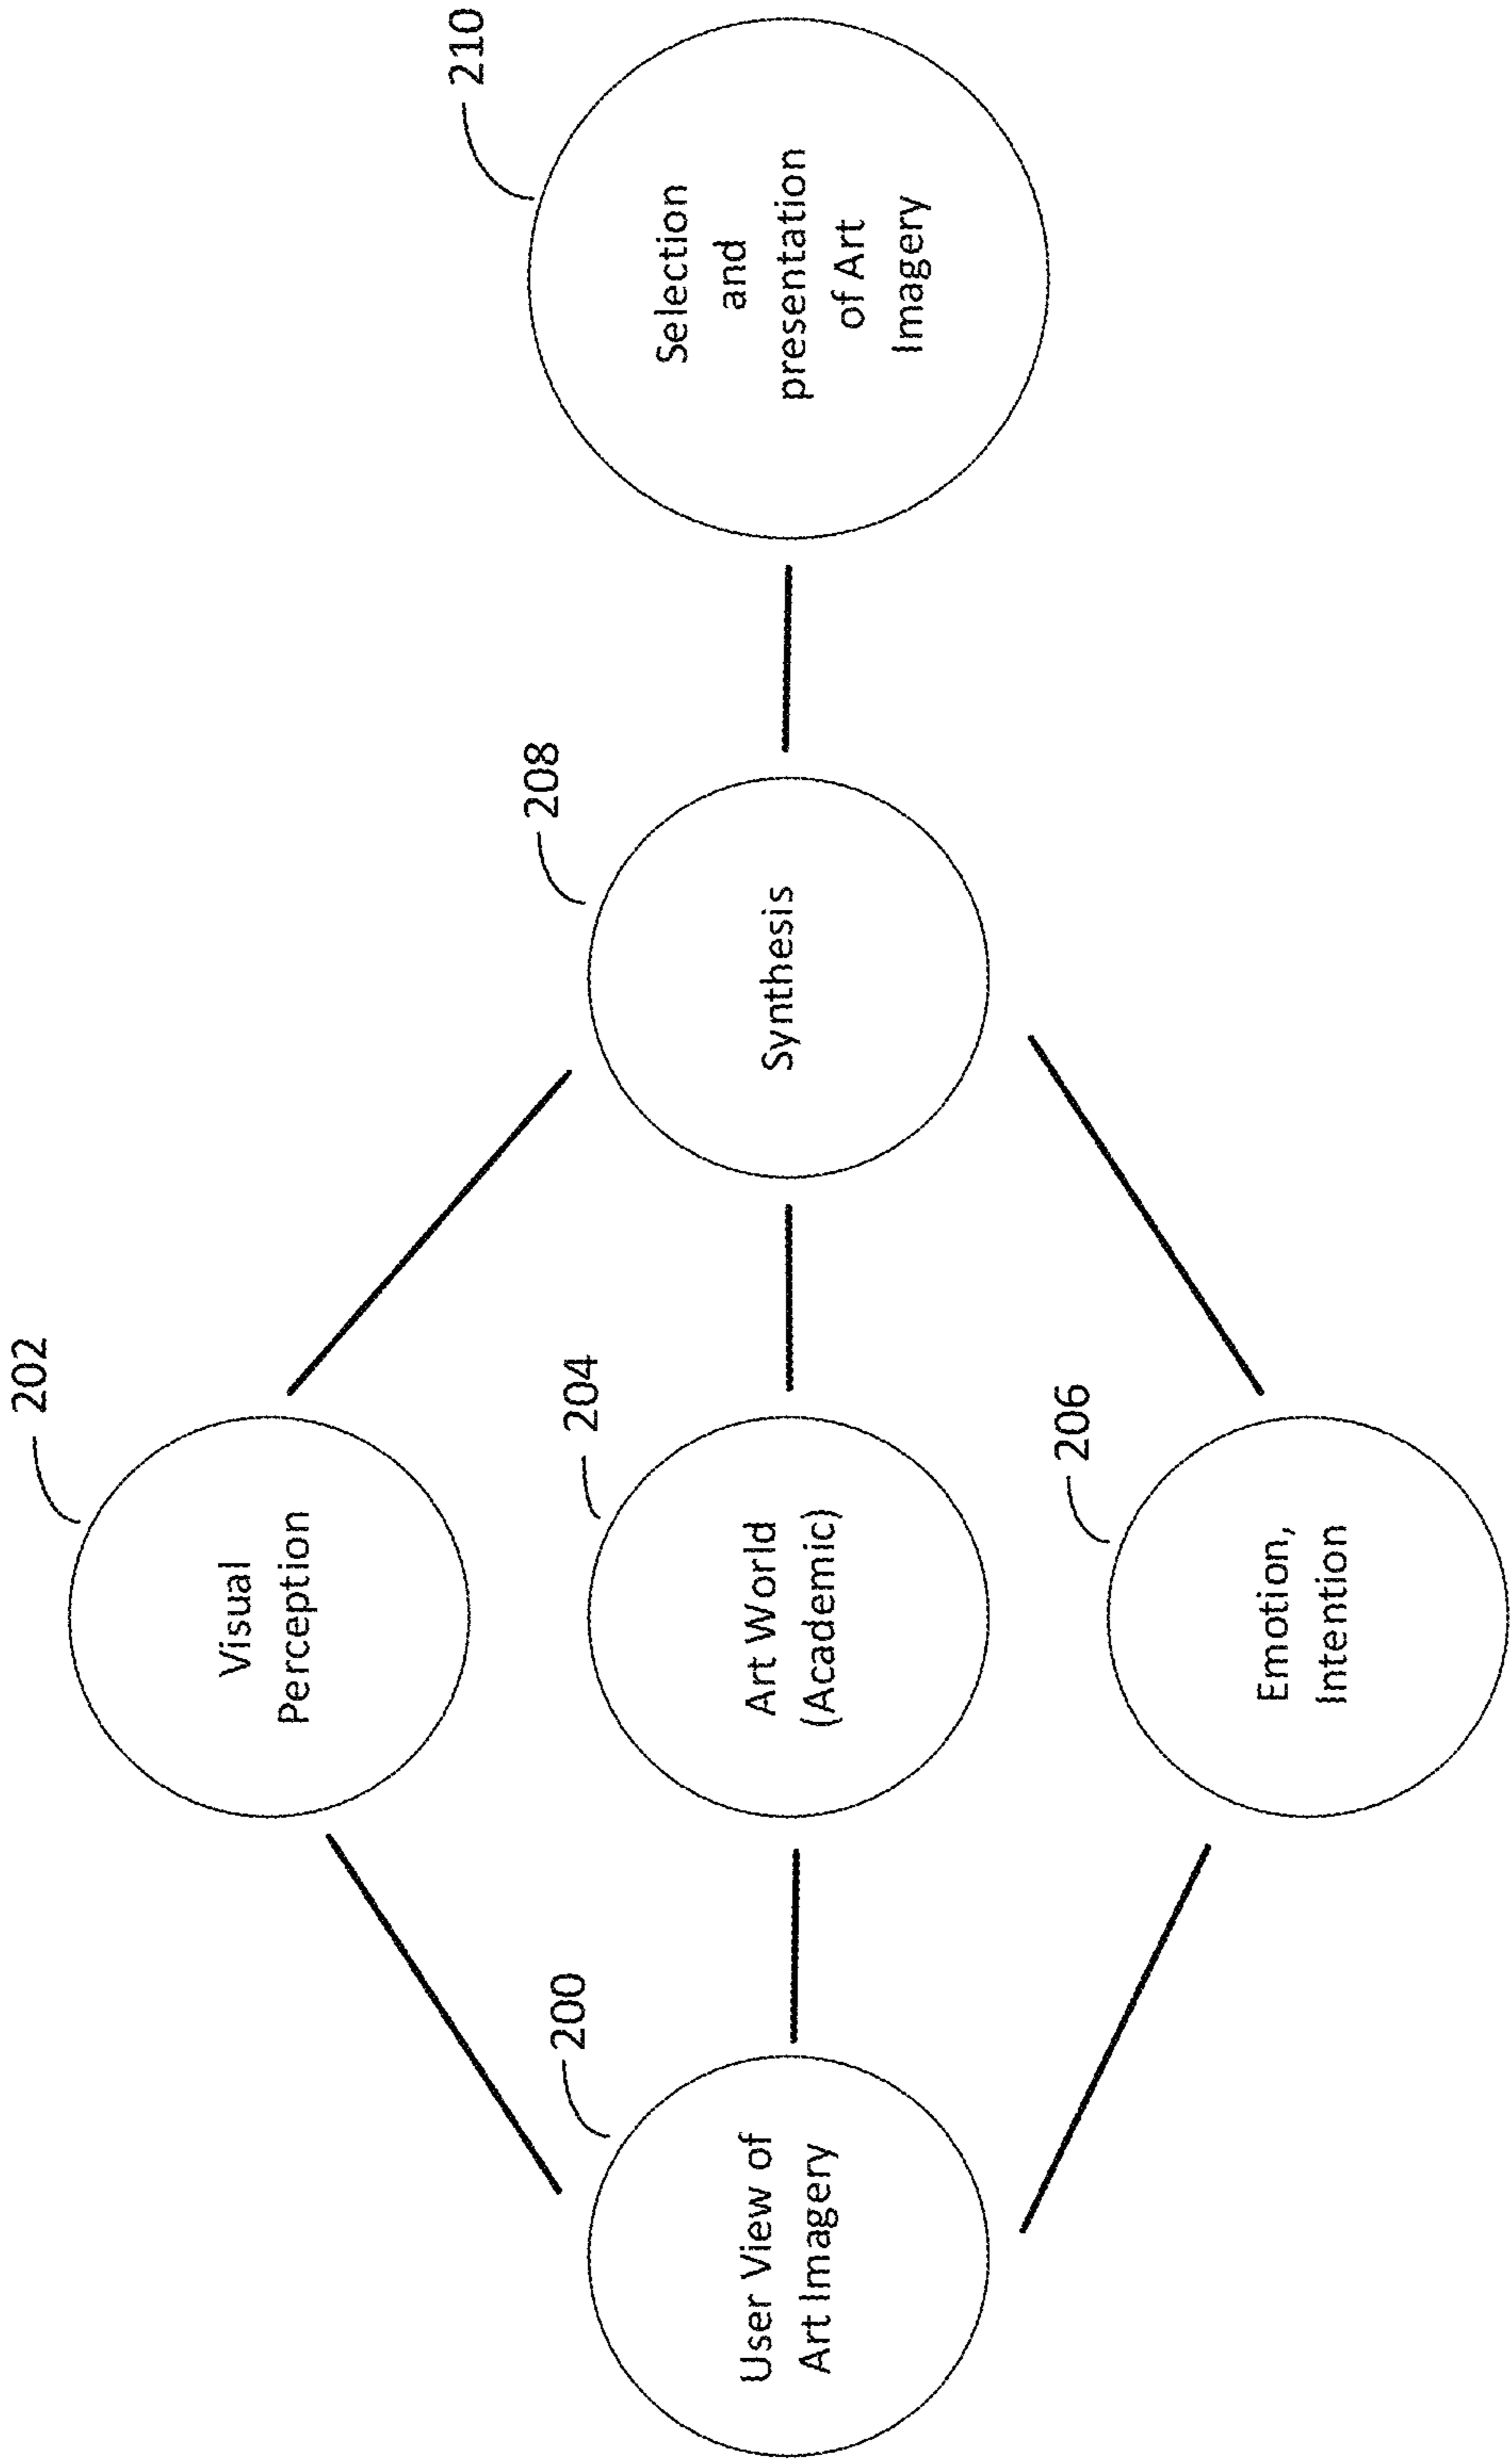 200
User View of
Art Imagery
202
Visual
Perception
204
Art World
(Academic)
206
Emotion,
Intention
208
Synthesis
210
Selection
and
presentation
of Art
Imagery